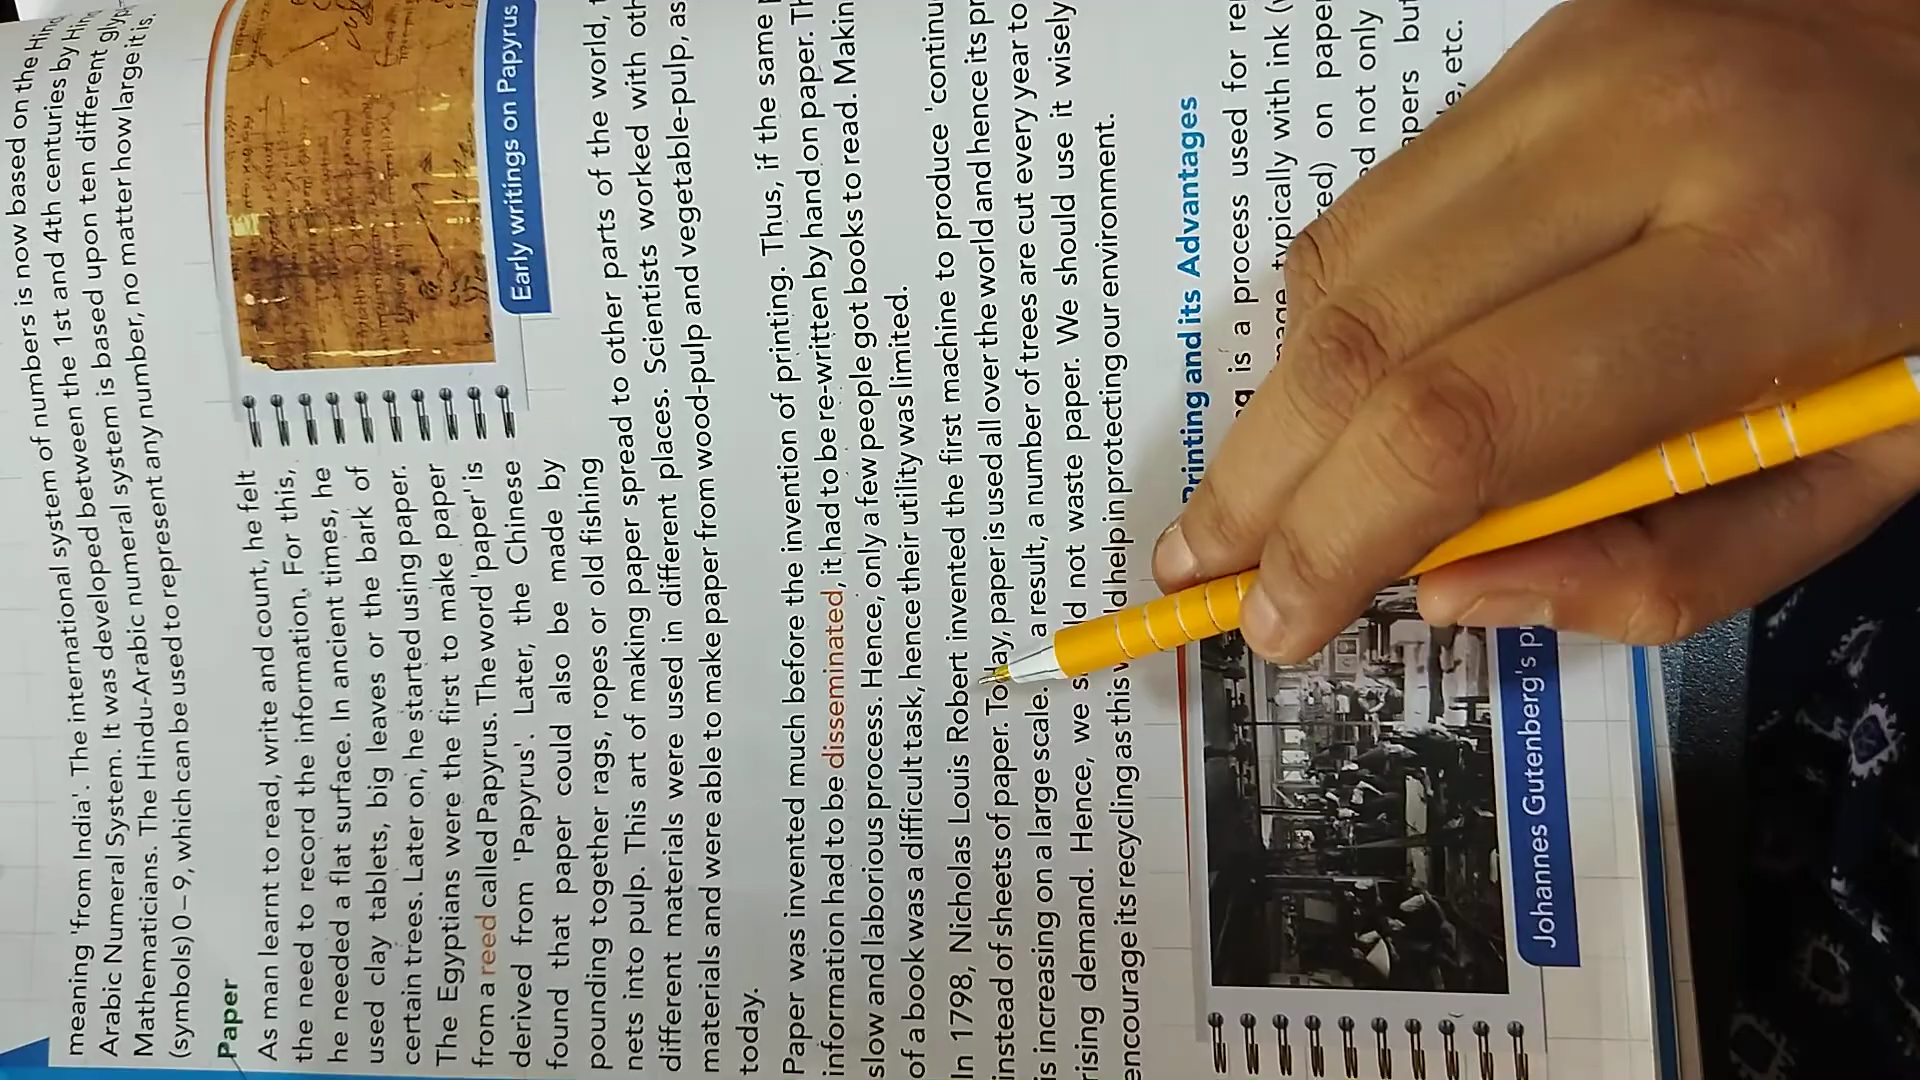 meaning 'from India'. The international system of numbers is now based on the
Arabic Numeral System. It was developed between the 1st and 4th centuries by
Mathematicians. The Hindu-Arabic numeral system is based upon ten different
(symbols) 0 – 9, which can be used to represent any number, no matter how large it is.
Paper
As man learnt to read, write and count, he felt
the need to record the information. For this,
he needed a flat surface. In ancient times, he
used clay tablets, big leaves or the bark of
certain trees. Later on, he started using paper.
The Egyptians were the first to make paper
from a reed called Papyrus. The word 'paper' is
derived from 'Papyrus'. Later, the Chinese
found that paper could also be made by
pounding together rags, ropes or old fishing
Early writings on Papyrus
nets into pulp. This art of making paper spread to other parts of the world,
different materials were used in different places. Scientists worked with
materials and were able to make paper from wood-pulp and vegetable-pulp, as
today.
Paper was invented much before the invention of printing. Thus, if the same
information had to be disseminated, it had to be re-written by hand on paper.
slow and laborious process. Hence, only a few people got books to read.
of a book was a difficult task, hence their utility was limited.
In 1798, Nicholas Louis Robert invented the first machine to produce
instead of sheets of paper. Today, paper is used all over the world and hence its
is increasing on a large scale. a result, a number of trees are cut every year to
rising demand. Hence, we not waste paper. We should use it wisely
encourage its recycling as this help in protecting our environment.
Printing and its Advantages
is a process used for
typically with ink
on paper
not only
but
etc.
Johannes Gutenberg's